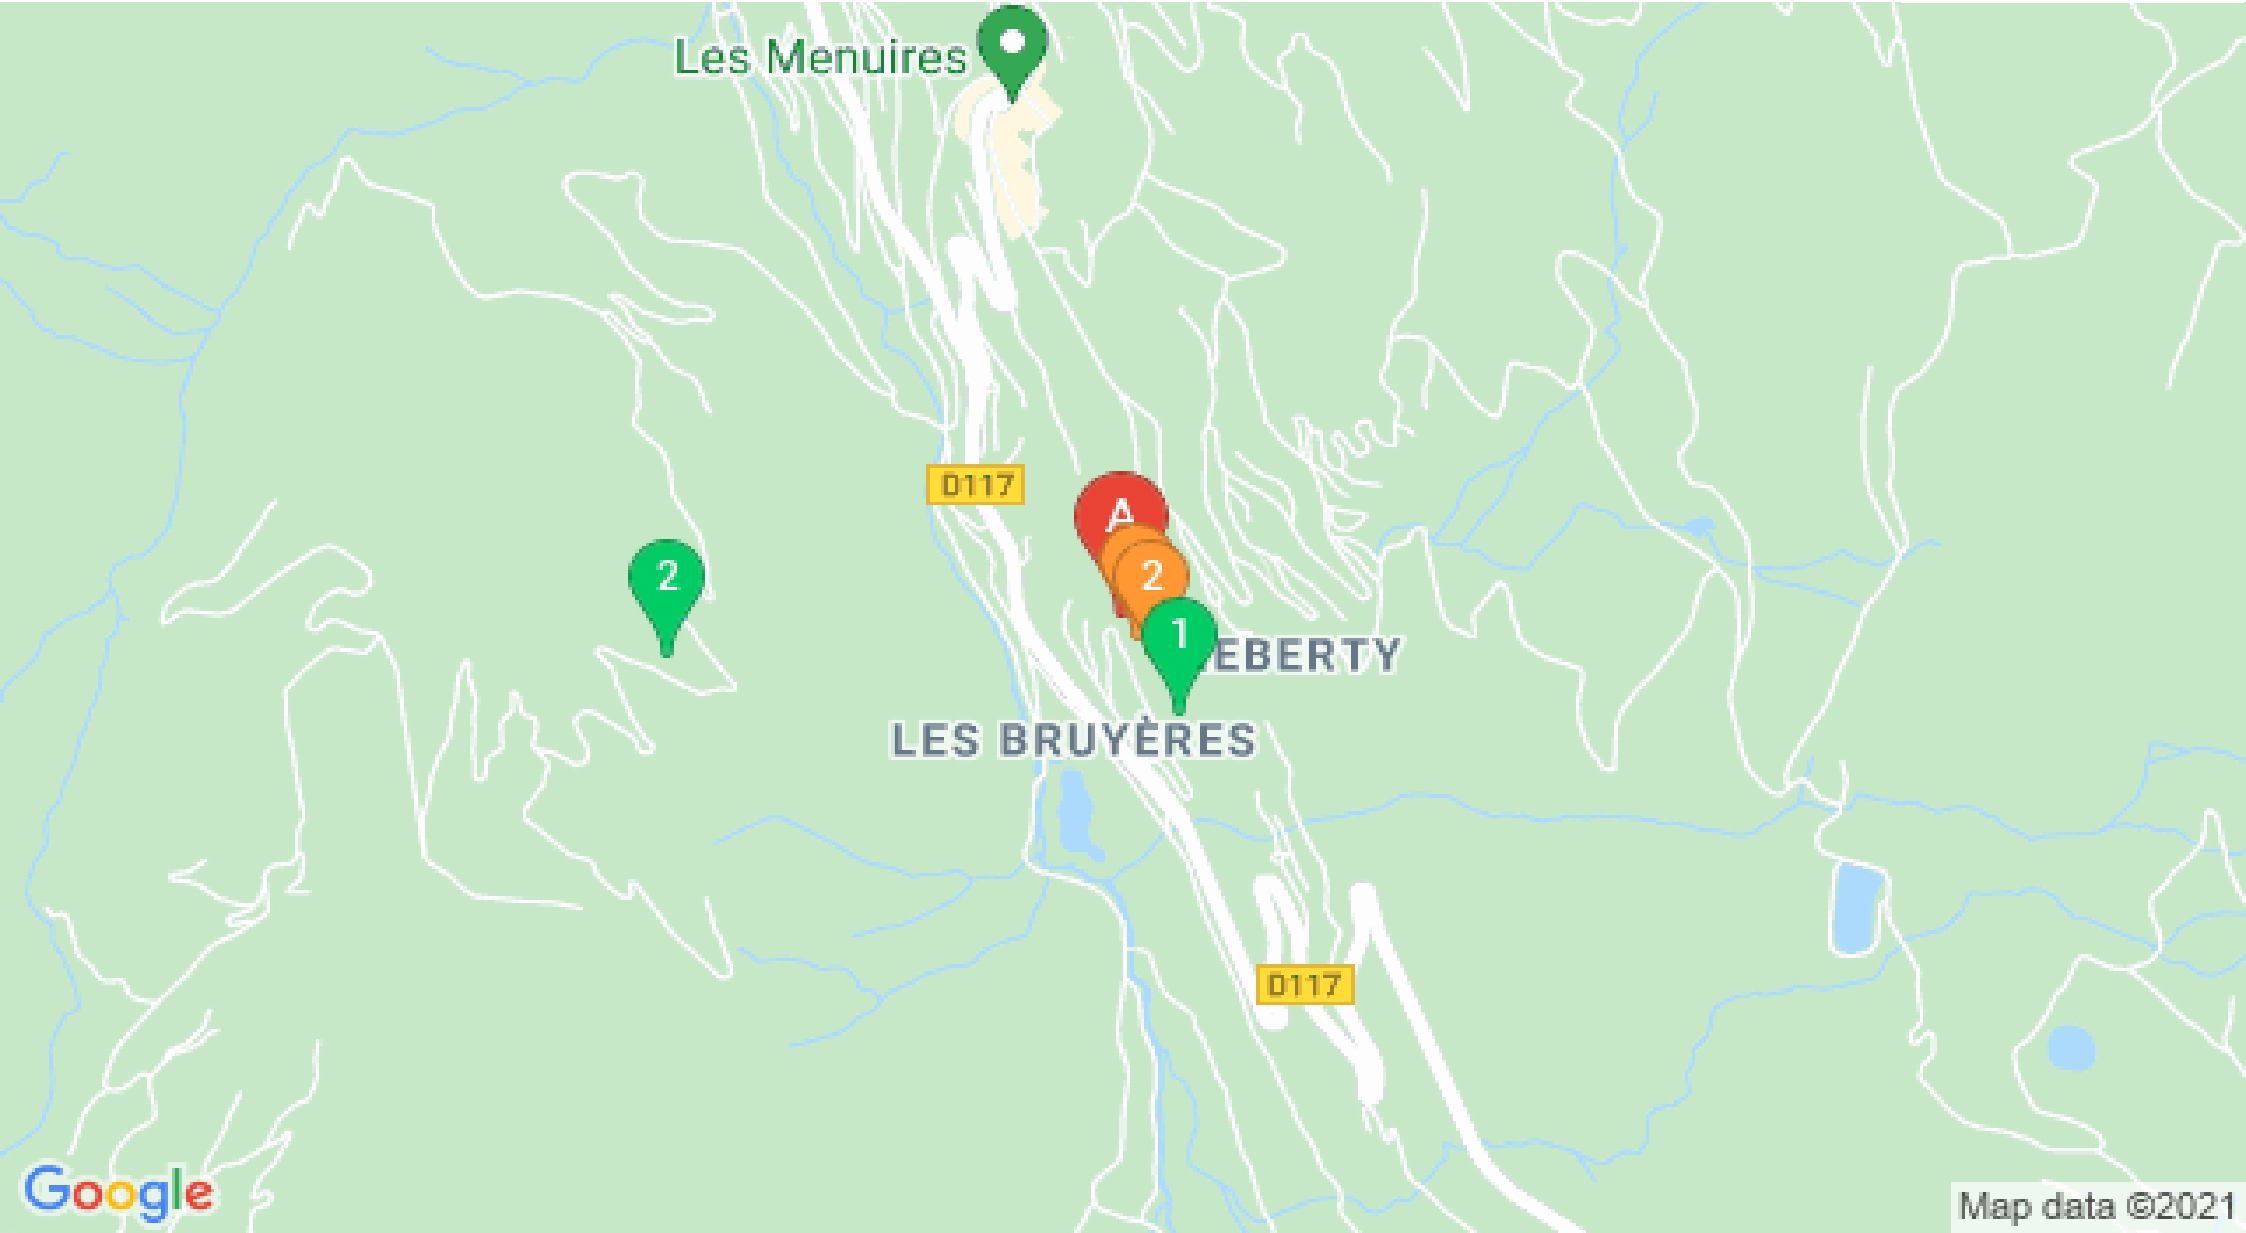 Les Menuires
D117
A
2
2
1
EBERTY
LES BRUYÈRES
D117
Google
Map data ©2021